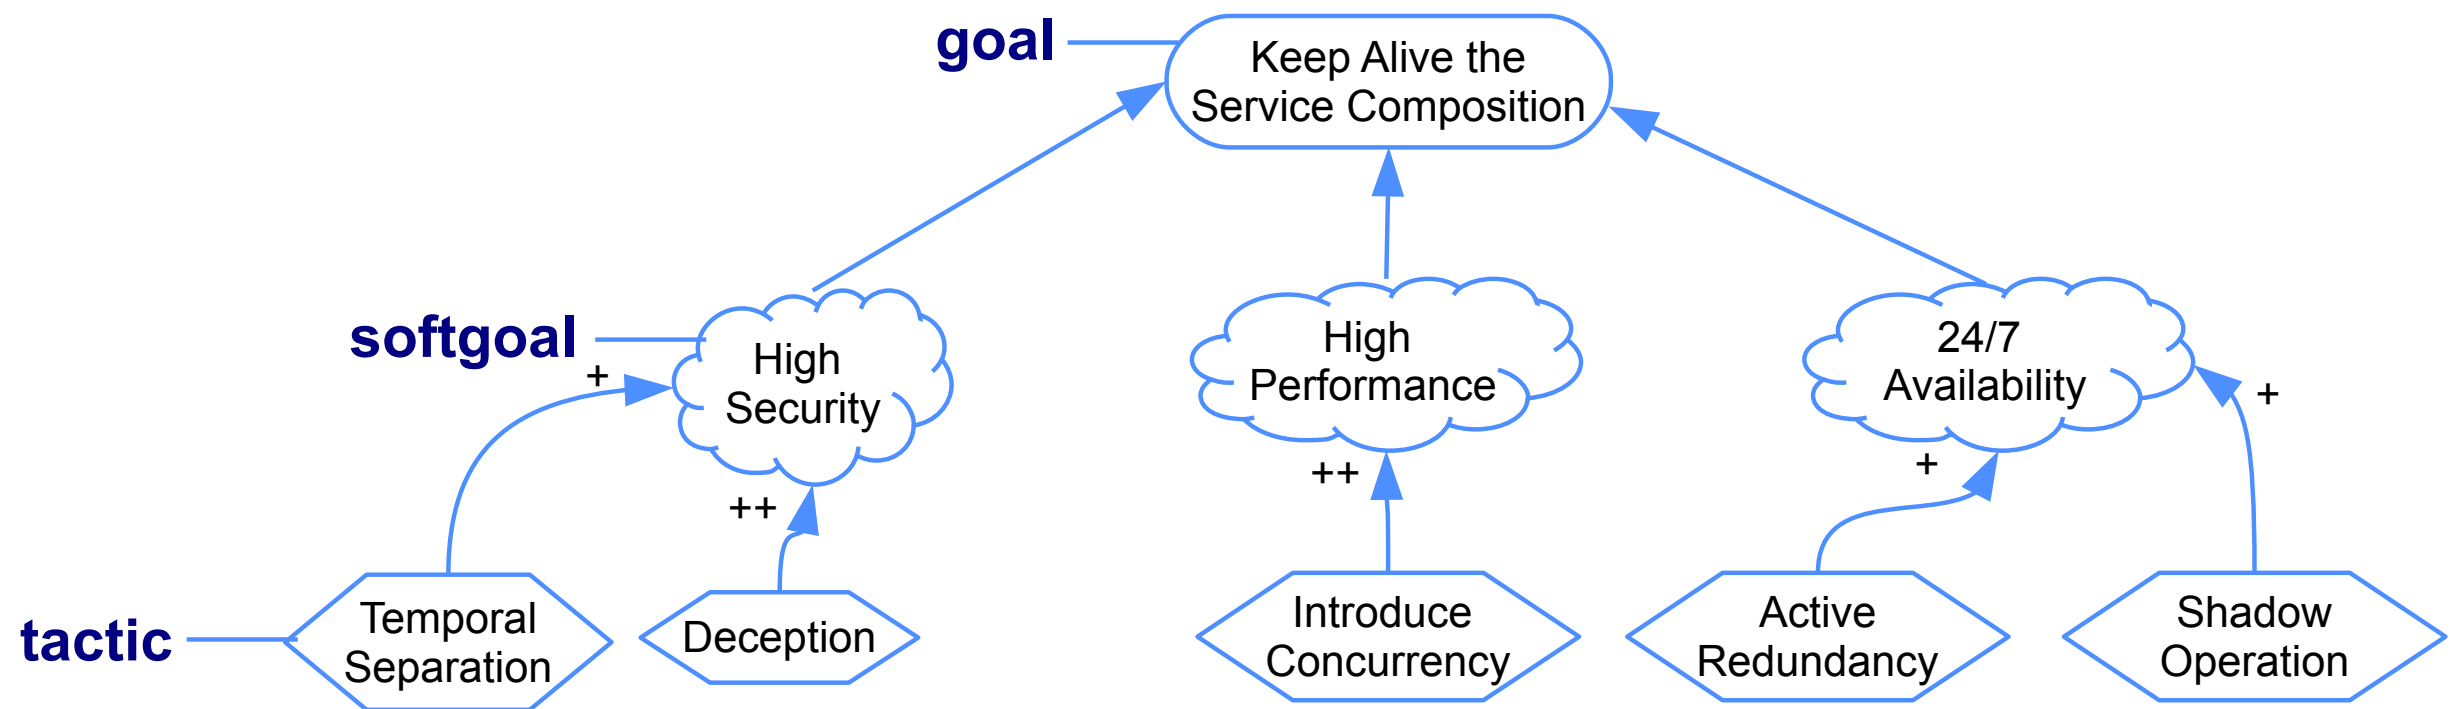 goal
Keep Alive the
Service Composition
softgoal
High
Security
High
Performance
24/7
Availability
+
++
++
+
+
tactic
Temporal
Separation
Deception
Introduce
Concurrency
Active
Redundancy
Shadow
Operation